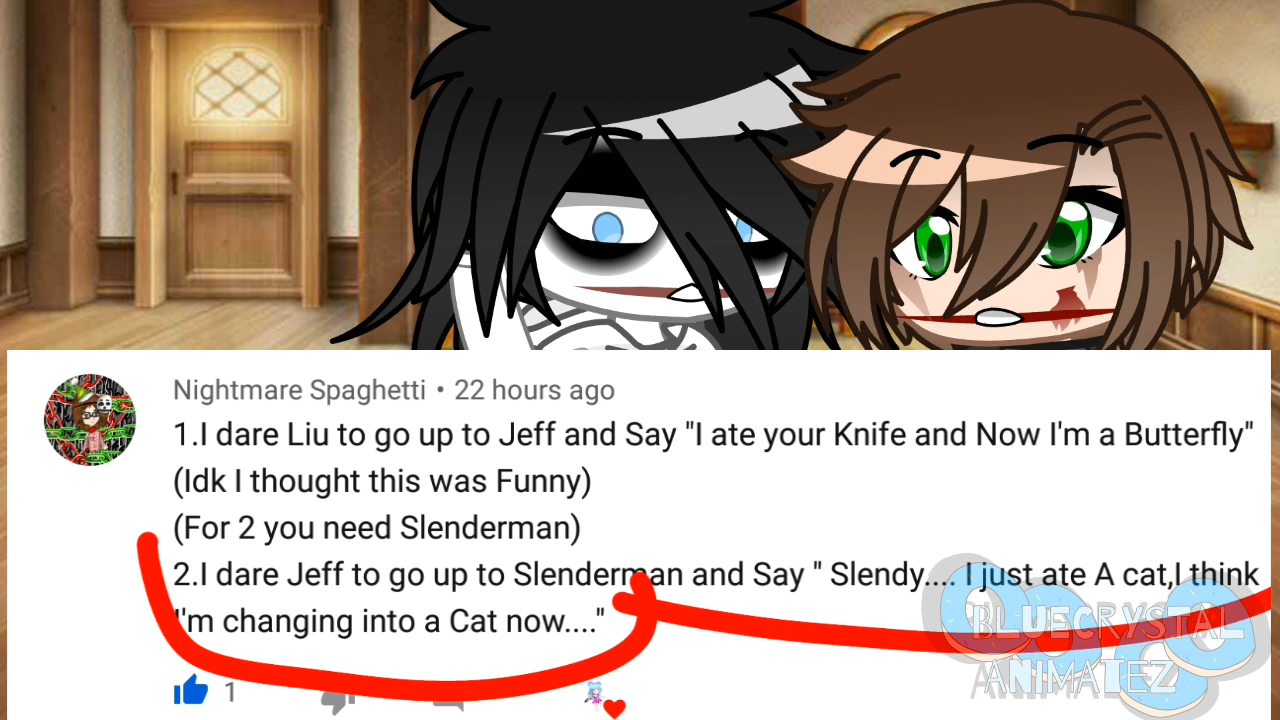 Nightmare Spaghetti • 22 hours ago
1.I dare Liu to go up to Jeff and Say "I ate your Knife and Now I'm a Butterfly"
(Idk I thought this was Funny)
(For 2 you need Slenderman)
2.I dare Jeff to go up to Slenderman and Say " Slendy.... I just ate A cat,I think
I'm changing into a Cat now...."
1
BLUECRYSTAL
ANIMATEZ